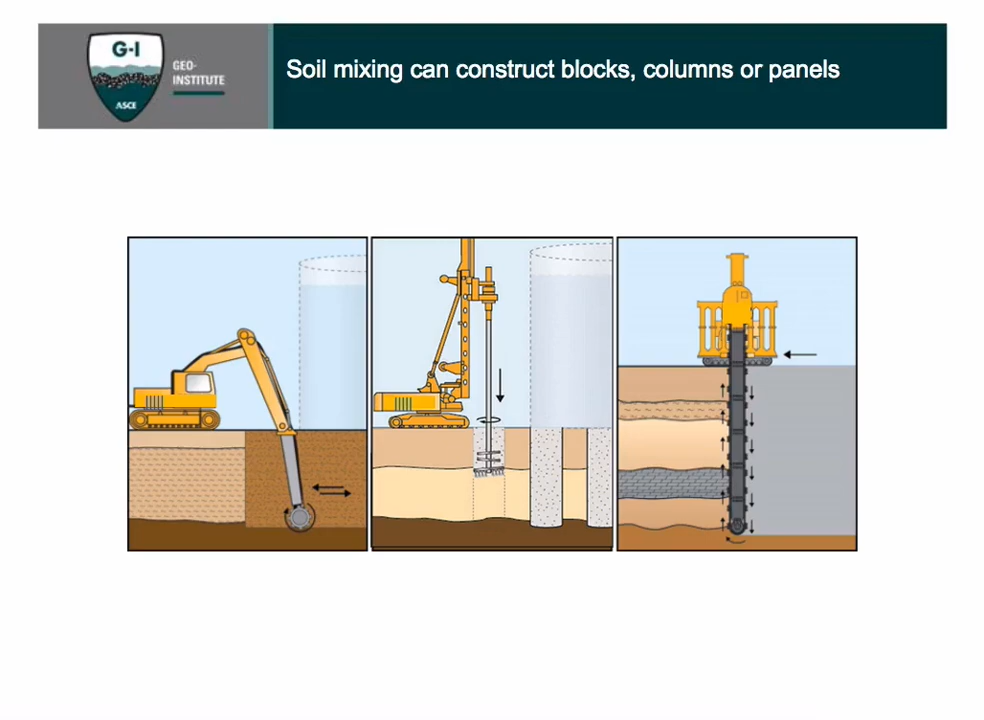 G-I
GEO-
INSTITUTE
ASCE
Soil mixing can construct blocks, columns or panels